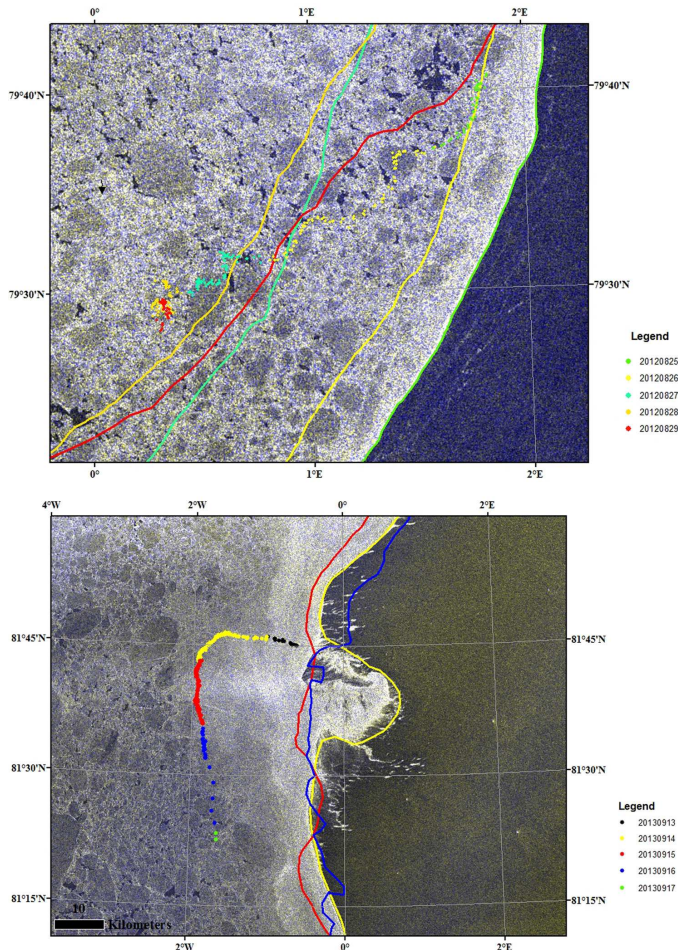 0° 1°E 2°E
79°40'N 79°40'N
79°30'N 79°30'N
0° 1°E 2°E
Legend
20120825
20120826
20120827
20120828
20120829
4°W 2°W 0° 2°E
81°45'N 81°45'N
81°30'N 81°30'N
81°15'N 81°15'N
10
Kilometers
2°W 0° 2°E
Legend
20130913
20130914
20130915
20130916
20130917